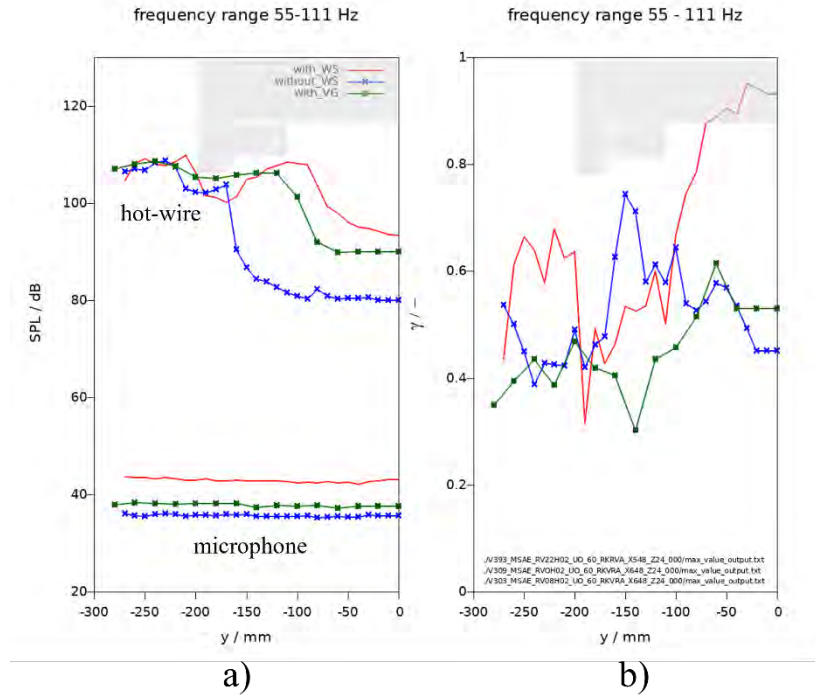 frequency range 55-111 Hz
with_WS
without_WS
with_VG
120
100
80
60
40
20
SPL / dB
hot-wire
microphone
-300
-250
-200
-150
-100
-50
0
y / mm
a)
frequency range 55 - 111 Hz
1
0.8
0.6
0.4
0.2
0
γ / −
./V393_MSAE_RV22H02_UO_60_RKRVA_X548_Z24_000/max_value_output.txt
./V309_MSAE_RVOH02_UO_60_RKVRA_X648_Z24_000/max_value_output.txt
./V303_MSAE_RV08H02_UO_60_RKVRA_X648_Z24_000/max_value_output.txt
-300
-250
-200
-150
-100
-50
0
y / mm
b)